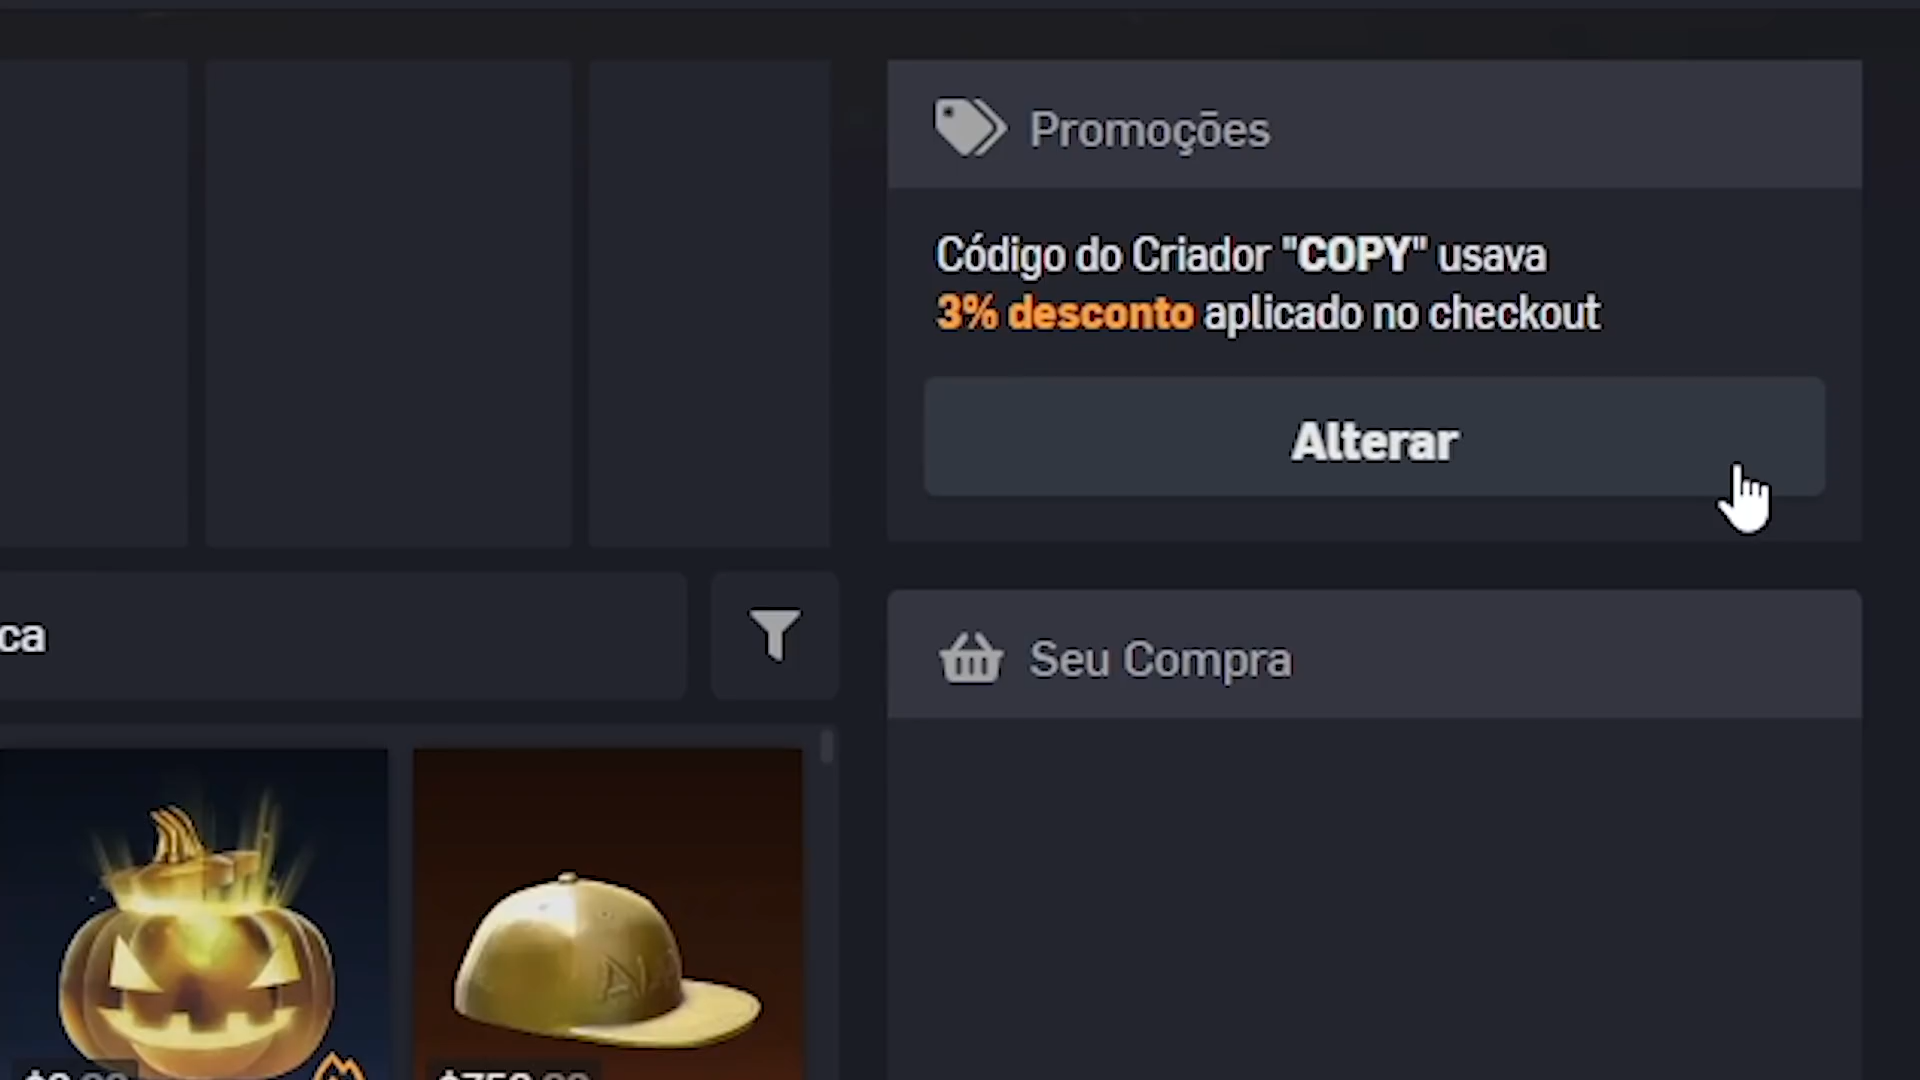 Promoções
Código do Criador "COPY" usava
3% desconto aplicado no checkout
Alterar
ca
Seu Compra